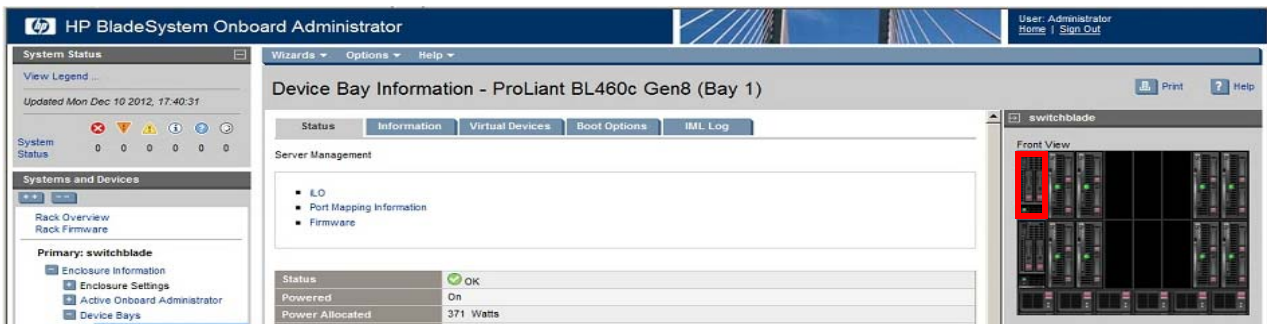 hp HP BladeSystem Onboard Administrator
User: Administrator
Home | Sign Out
System Status
Wizards Options Help
View Legend ...
Updated Mon Dec 10 2012, 17:40:31
System Status 0 0 0 0 0 0
Systems and Devices
Rack Overview
Rack Firmware
Primary: switchblade
Enclosure Information
Enclosure Settings
Active Onboard Administrator
Device Bays
Device Bay Information - ProLiant BL460c Gen8 (Bay 1)
Print Help
Status Information Virtual Devices Boot Options IML Log
Server Management
iLO
Port Mapping Information
Firmware
Status OK
Powered On
Power Allocated 371 Watts
switchblade
Front View